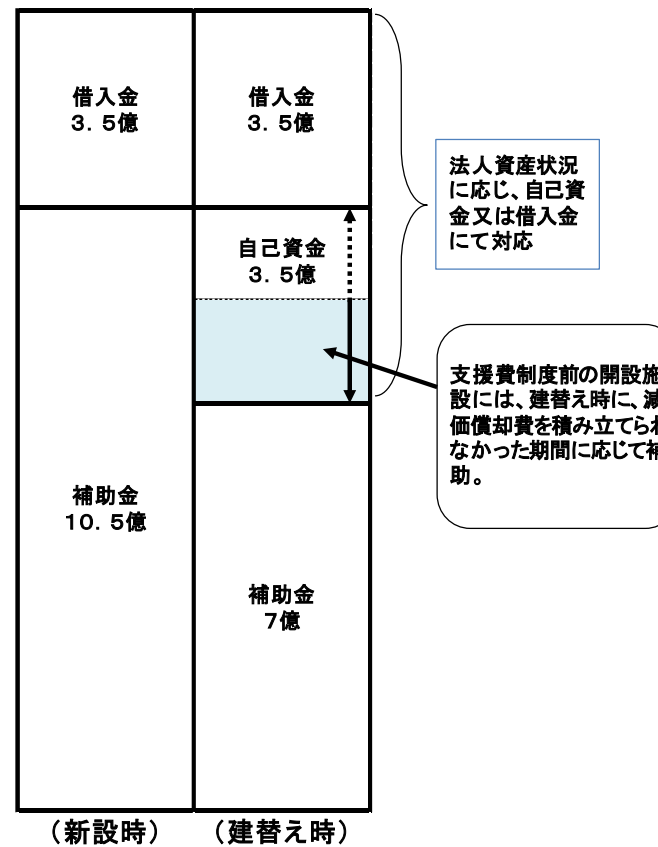 借入金
3．5億
借入金
3．5億
法人資産状況
に応じ、自己資
金又は借入金
にて対応
自己資金
3．5億
支援費制度前の開設施
設には、建替え時に、減
価償却費を積み立てられ
なかった期間に応じて補
助。
補助金
10．5億
補助金
7億
（新設時）
（建替え時）